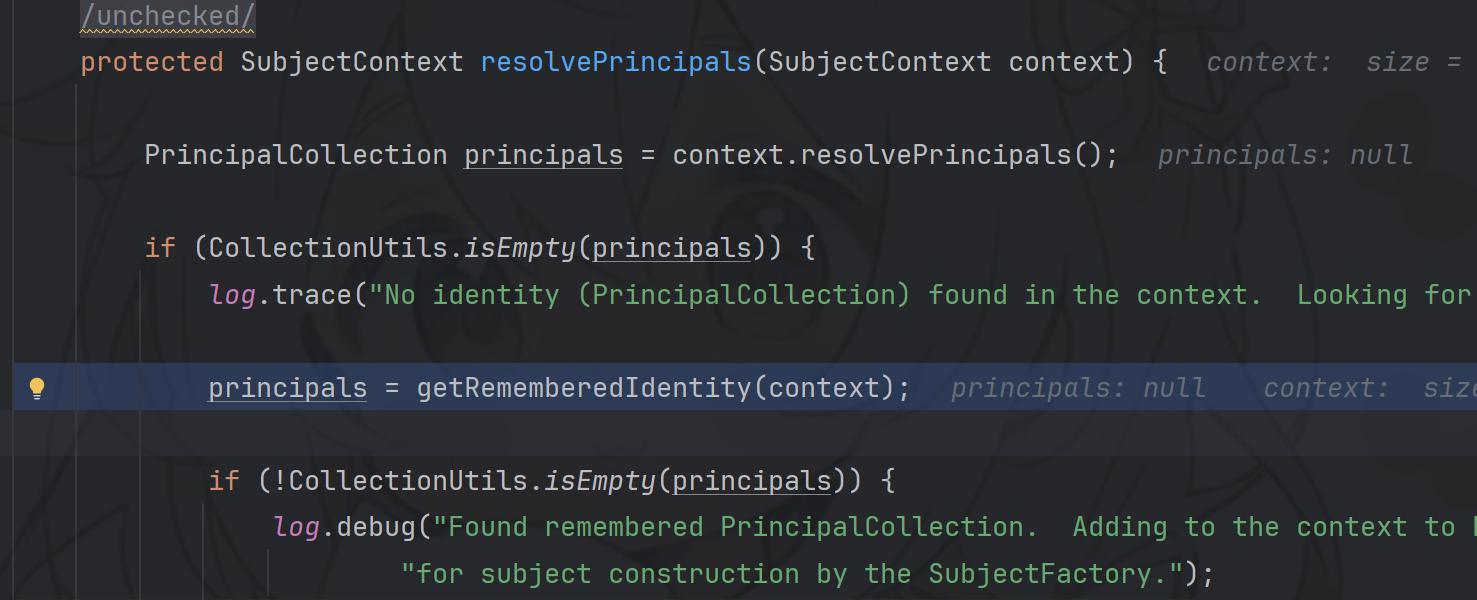 /unchecked/
protected SubjectContext resolvePrincipals(SubjectContext context) { context: size =
PrincipalCollection principals = context.resolvePrincipals(); principals: null
if (CollectionUtils.isEmpty(principals)) {
log.trace("No identity (PrincipalCollection) found in the context.  Looking for
principals = getRememberedIdentity(context); principals: null context: size
if (!CollectionUtils.isEmpty(principals)) {
log.debug("Found remembered PrincipalCollection.  Adding to the context to
"for subject construction by the SubjectFactory.");